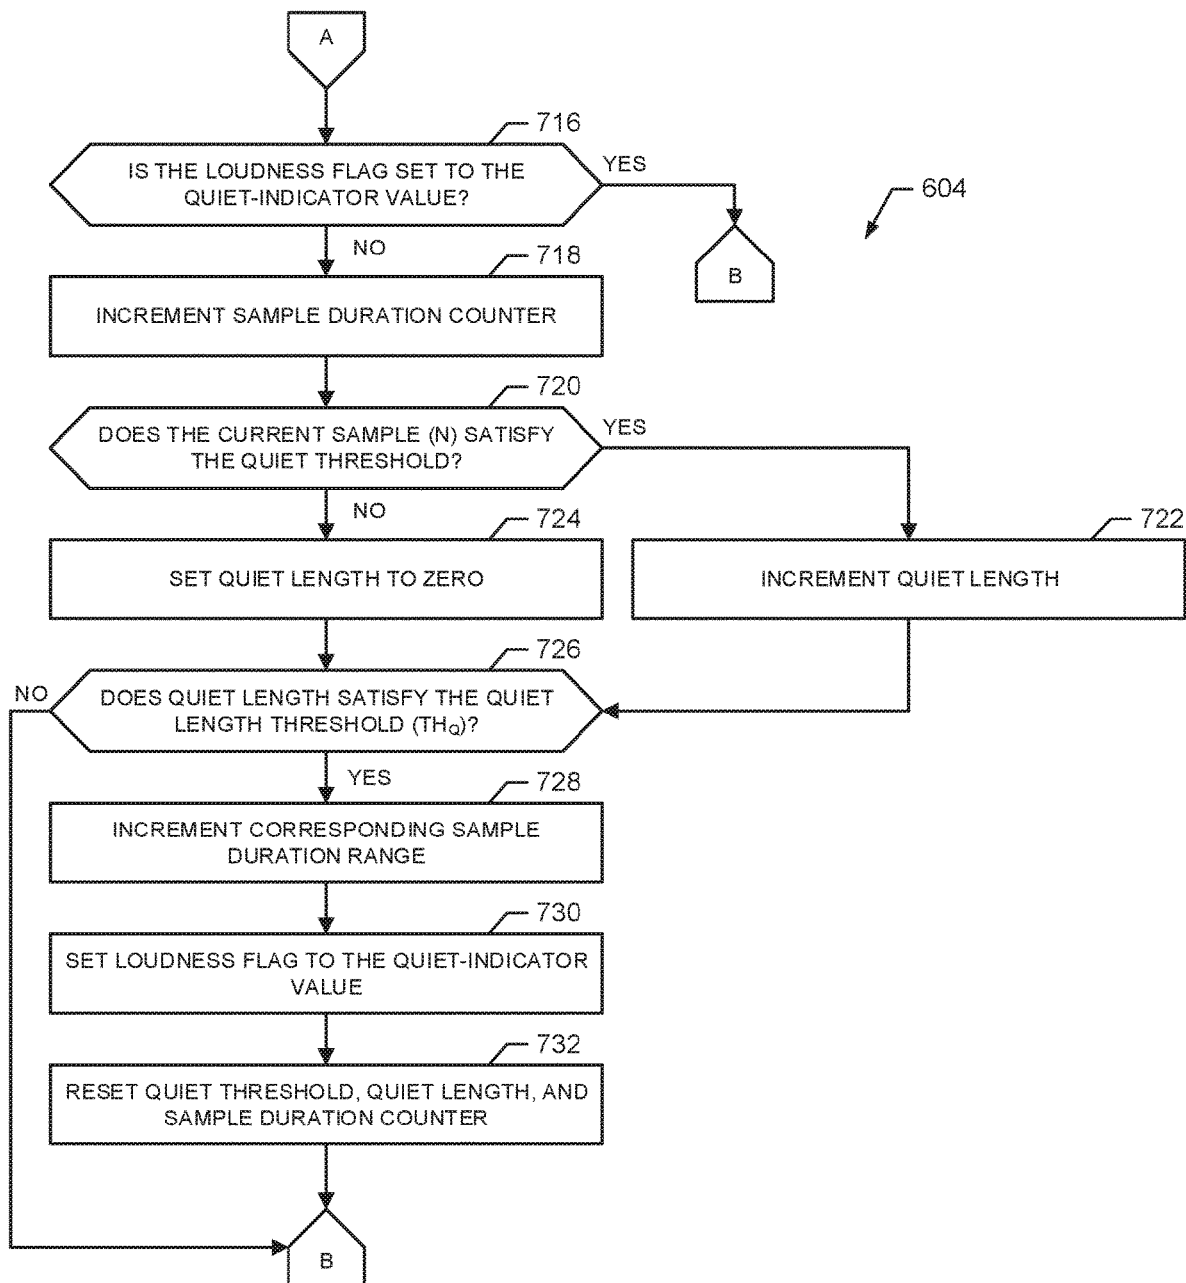 A
716
IS THE LOUDNESS FLAG SET TO THE
QUIET-INDICATOR VALUE?
YES
604
B
NO
718
INCREMENT SAMPLE DURATION COUNTER
720
DOES THE CURRENT SAMPLE (N) SATISFY
THE QUIET THRESHOLD?
YES
NO
724
SET QUIET LENGTH TO ZERO
722
INCREMENT QUIET LENGTH
726
DOES QUIET LENGTH SATISFY THE QUIET
LENGTH THRESHOLD (THQ)?
NO
YES
728
INCREMENT CORRESPONDING SAMPLE
DURATION RANGE
730
SET LOUDNESS FLAG TO THE QUIET-INDICATOR
VALUE
732
RESET QUIET THRESHOLD, QUIET LENGTH, AND
SAMPLE DURATION COUNTER
B